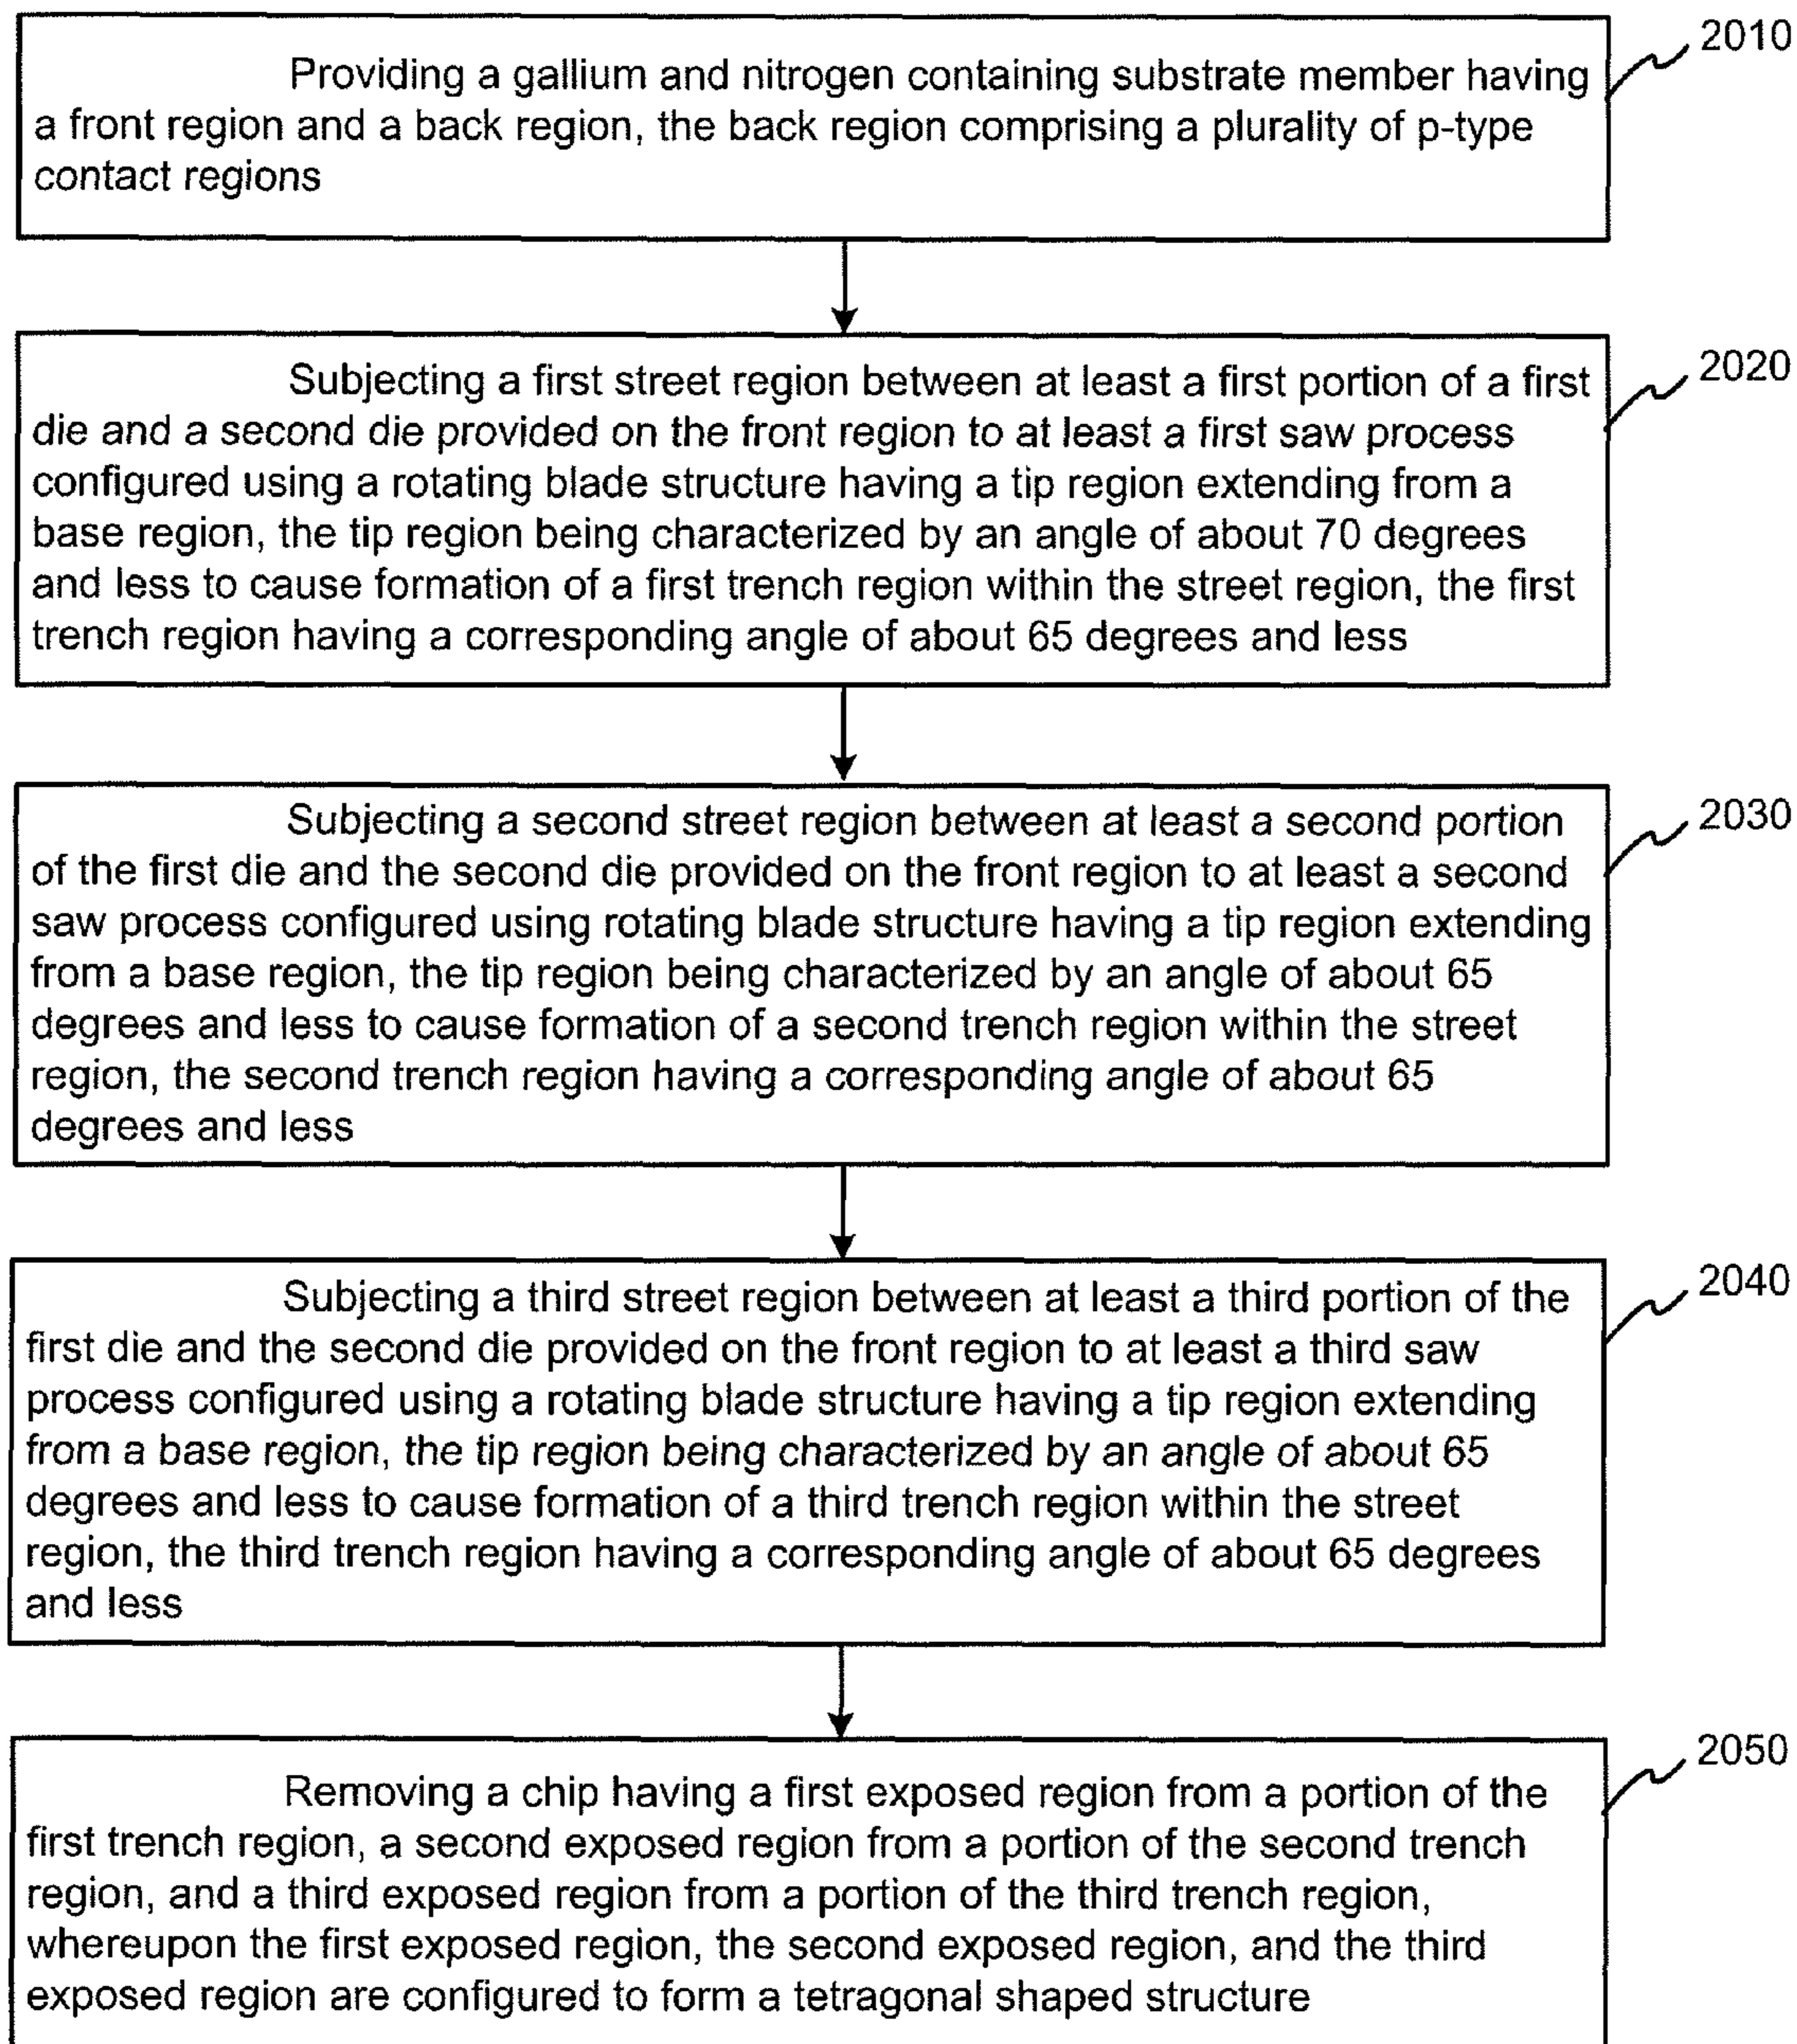 2010
Providing a gallium and nitrogen containing substrate member having
a front region and a back region, the back region comprising a plurality of p-type
contact regions
2020
Subjecting a first street region between at least a first portion of a first
die and a second die provided on the front region to at least a first saw process
configured using a rotating blade structure having a tip region extending from a
base region, the tip region being characterized by an angle of about 70 degrees
and less to cause formation of a first trench region within the street region, the first
trench region having a corresponding angle of about 65 degrees and less
2030
Subjecting a second street region between at least a second portion
of the first die and the second die provided on the front region to at least a second
saw process configured using rotating blade structure having a tip region extending
from a base region, the tip region being characterized by an angle of about 65
degrees and less to cause formation of a second trench region within the street
region, the second trench region having a corresponding angle of about 65
degrees and less
2040
Subjecting a third street region between at least a third portion of the
first die and the second die provided on the front region to at least a third saw
process configured using a rotating blade structure having a tip region extending
from a base region, the tip region being characterized by an angle of about 65
degrees and less to cause formation of a third trench region within the street
region, the third trench region having a corresponding angle of about 65 degrees
and less
2050
Removing a chip having a first exposed region from a portion of the
first trench region, a second exposed region from a portion of the second trench
region, and a third exposed region from a portion of the third trench region,
whereupon the first exposed region, the second exposed region, and the third
exposed region are configured to form a tetragonal shaped structure